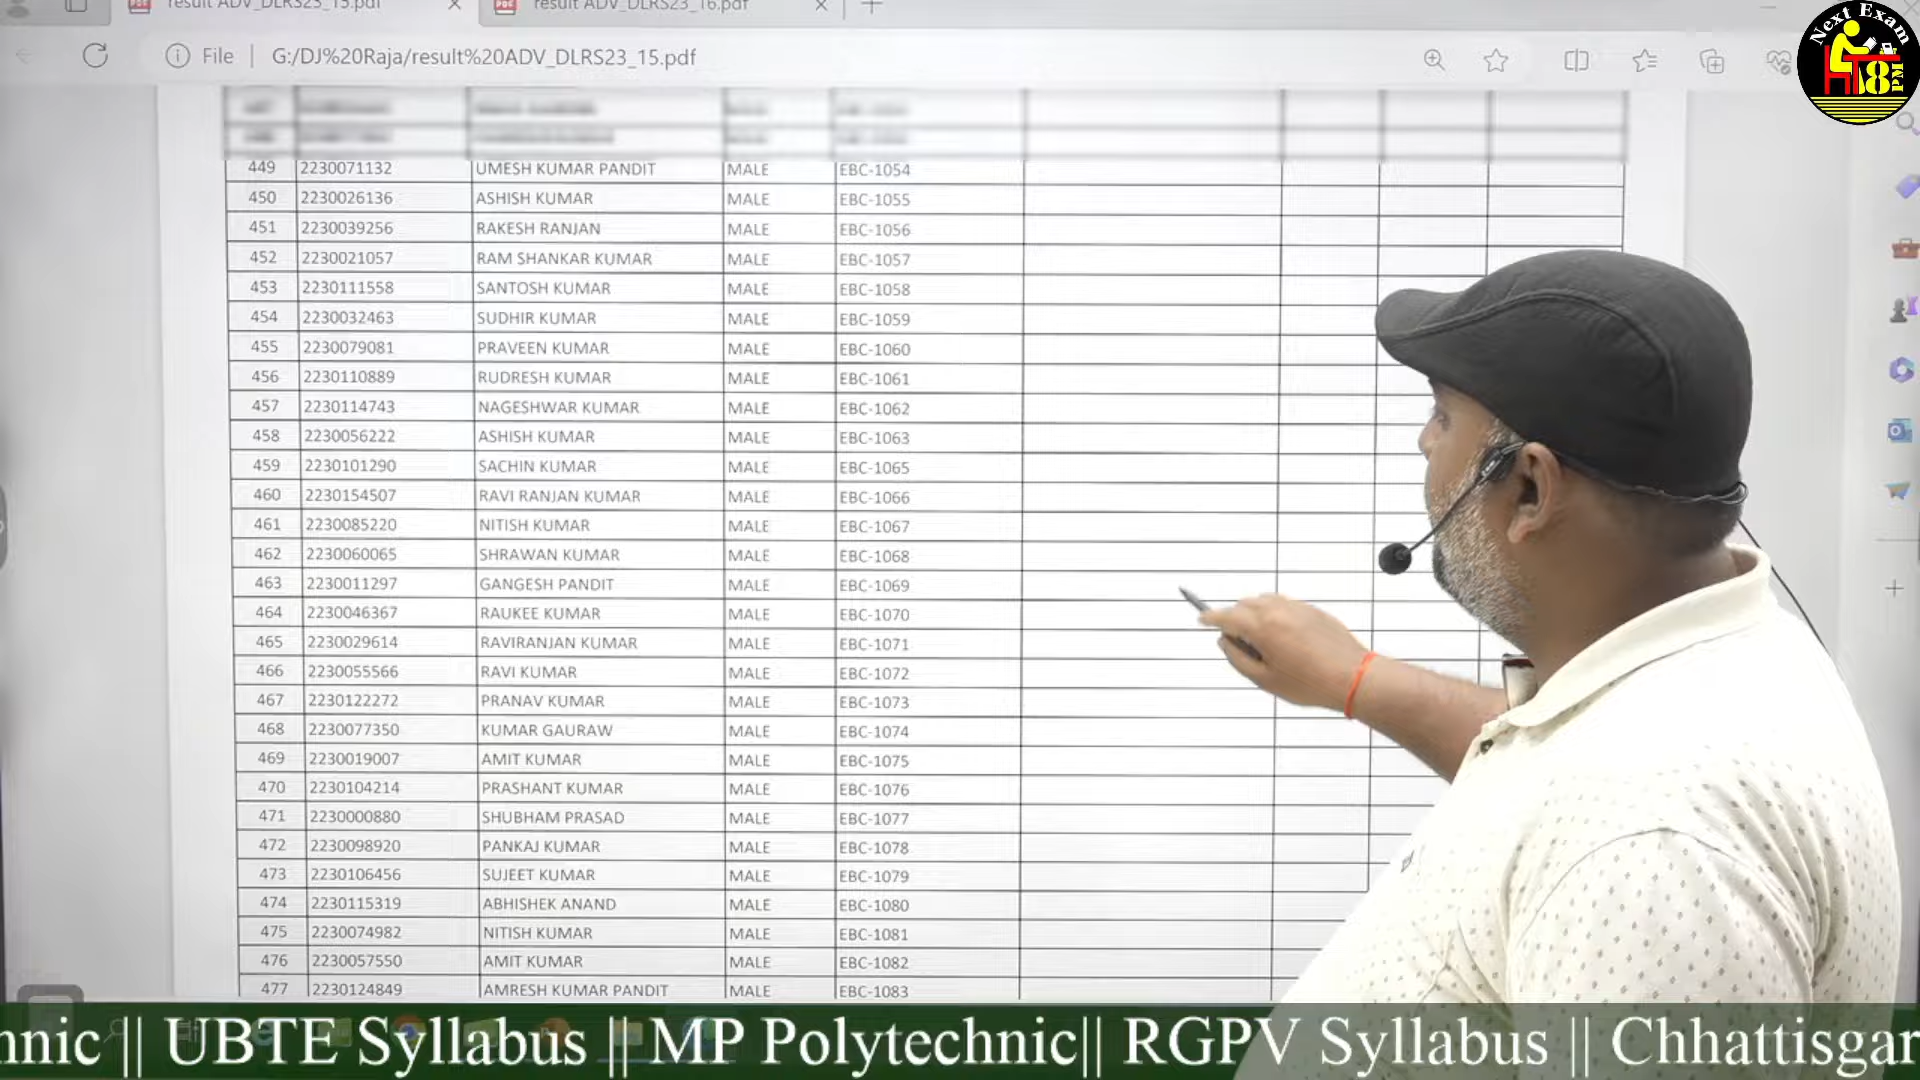 result ADV_DLRS23_15.pdf
result ADV_DLRS23_16.pdf
File
G:/DJ%20Raja/result%20ADV_DLRS23_15.pdf
Next Exam
8PM
449 2230071132 UMESH KUMAR PANDIT MALE EBC-1054
450 2230026136 ASHISH KUMAR MALE EBC-1055
451 2230039256 RAKESH RANJAN MALE EBC-1056
452 2230021057 RAM SHANKAR KUMAR MALE EBC-1057
453 2230111558 SANTOSH KUMAR MALE EBC-1058
454 2230032463 SUDHIR KUMAR MALE EBC-1059
455 2230079081 PRAVEEN KUMAR MALE EBC-1060
456 2230110889 RUDRESH KUMAR MALE EBC-1061
457 2230114743 NAGESHWAR KUMAR MALE EBC-1062
458 2230056222 ASHISH KUMAR MALE EBC-1063
459 2230101290 SACHIN KUMAR MALE EBC-1065
460 2230154507 RAVI RANJAN KUMAR MALE EBC-1066
461 2230085220 NITISH KUMAR MALE EBC-1067
462 2230060065 SHRAWAN KUMAR MALE EBC-1068
463 2230011297 GANGESH PANDIT MALE EBC-1069
464 2230046367 RAUKEE KUMAR MALE EBC-1070
465 2230029614 RAVIRANJAN KUMAR MALE EBC-1071
466 2230055566 RAVI KUMAR MALE EBC-1072
467 2230122272 PRANAV KUMAR MALE EBC-1073
468 2230077350 KUMAR GAURAW MALE EBC-1074
469 2230019007 AMIT KUMAR MALE EBC-1075
470 2230104214 PRASHANT KUMAR MALE EBC-1076
471 2230000880 SHUBHAM PRASAD MALE EBC-1077
472 2230098920 PANKAJ KUMAR MALE EBC-1078
473 2230106456 SUJEET KUMAR MALE EBC-1079
474 2230115319 ABHISHEK ANAND MALE EBC-1080
475 2230074982 NITISH KUMAR MALE EBC-1081
476 2230057550 AMIT KUMAR MALE EBC-1082
477 2230124849 AMRESH KUMAR PANDIT MALE EBC-1083
nnic || UBTE Syllabus || MP Polytechnic|| RGPV Syllabus || Chhattisgar